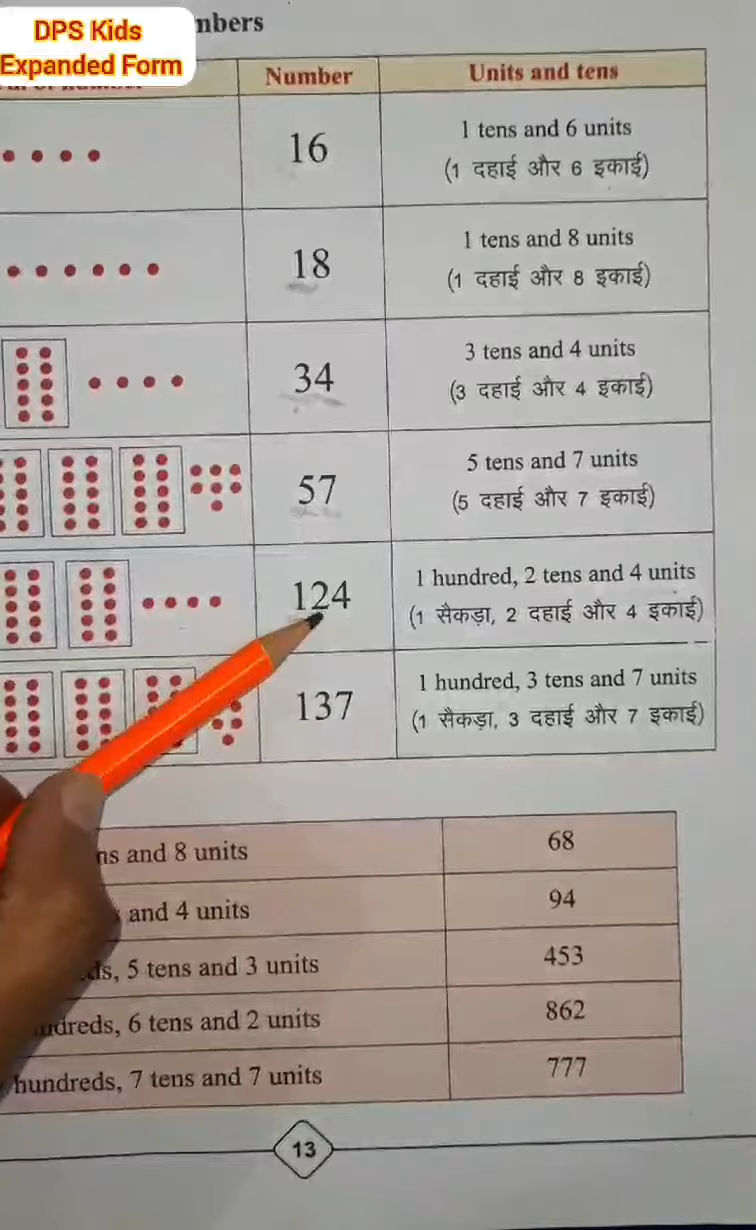 DPS Kids
Expanded Form
nbers
Number
Units and tens
16
1 tens and 6 units
(1 दहाई और 6 इकाई)
18
1 tens and 8 units
(1 दहाई और 8 इकाई)
34
3 tens and 4 units
(3 दहाई और 4 इकाई)
57
5 tens and 7 units
(5 दहाई और 7 इकाई)
124
1 hundred, 2 tens and 4 units
(1 सैकड़ा, 2 दहाई और 4 इकाई)
137
1 hundred, 3 tens and 7 units
(1 सैकड़ा, 3 दहाई और 7 इकाई)
ns and 8 units 68
and 4 units 94
ds, 5 tens and 3 units 453
ndreds, 6 tens and 2 units 862
hundreds, 7 tens and 7 units 777
13